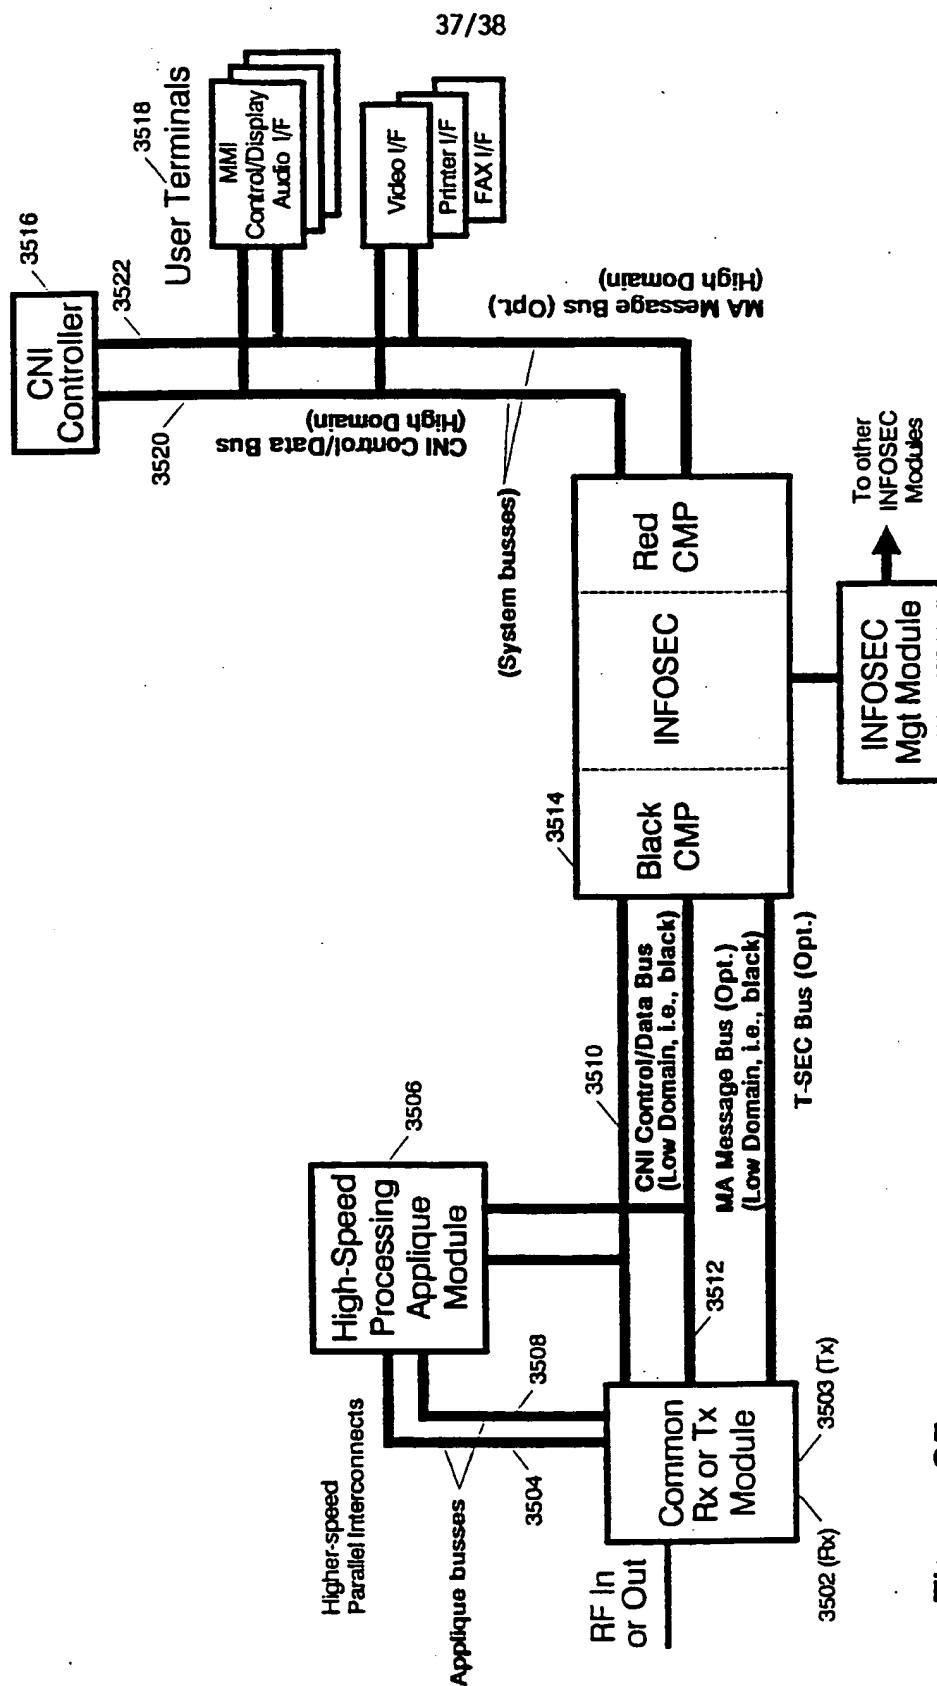 37/38
CNI
Controller
3516
3522
3520
User Terminals
3518
MMI
Control/Display
Audio I/F
Video I/F
Printer I/F
FAX I/F
CNI Control/Data Bus
(High Domain)
MA Message Bus (Opt.)
(High Domain)
(System busses)
Black
CMP
INFOSEC
Red
CMP
3514
INFOSEC
Mgt Module
To other
INFOSEC
Modules
High-Speed
Processing
Applique
Module
3506
3510
CNI Control/Data Bus
(Low Domain, i.e., black)
3512
MA Message Bus (Opt.)
(Low Domain, i.e., black)
T-SEC Bus (Opt.)
Higher-speed
Parallel Interconnects
Applique busses
3504
3508
RF In
or Out
Common
Rx or Tx
Module
3502 (Rx)
3503 (Tx)